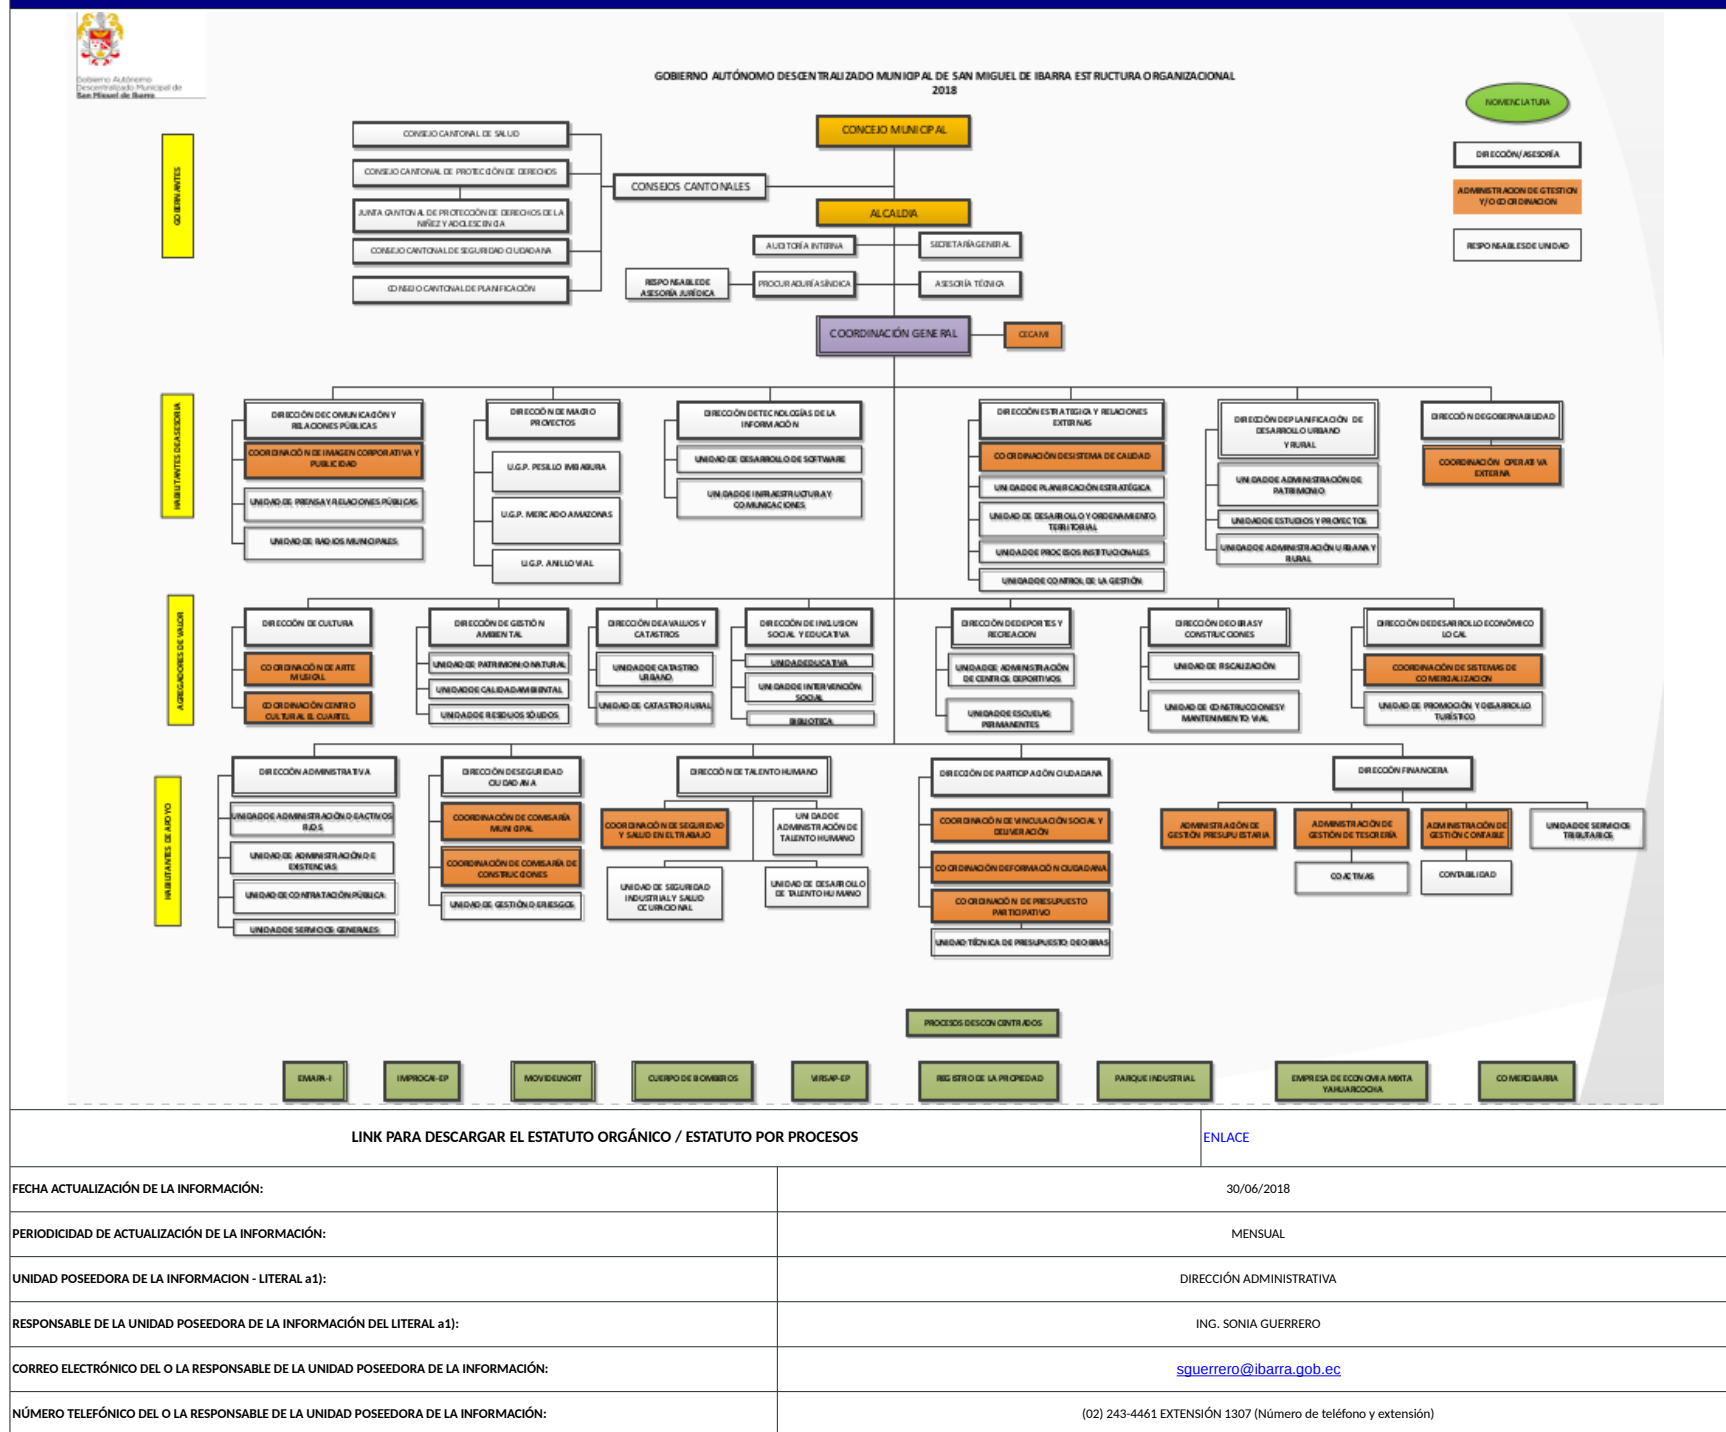 Gobierno Autónomo
Descentralizado Municipal de
San Miguel de Ibarra
GOBIERNO AUTÓNOMO DESCENTRALIZADO MUNICIPAL DE SAN MIGUEL DE IBARRA ESTRUCTURA ORGANIZACIONAL
2018
NOMENCLATURA
DIRECCIÓN/ASESORÍA
ADMINISTRACION DE GTESTION
Y/O COORDINACION
RESPONSABLES DE UNIDAD
GOBERNANTES
CONCEJO MUNICIPAL
CONSEJOS CANTONALES
CONSEJO CANTONAL DE SALUD
CONSEJO CANTONAL DE PROTECCIÓN DE DERECHOS
JUNTA CANTONAL DE PROTECCIÓN DE DERECHOS DE LA
NIÑEZ Y ADOLESCENCIA
CONSEJO CANTONAL DE SEGURIDAD CIUDADANA
CONSEJO CANTONAL DE PLANIFICACIÓN
ALCALDIA
AUDITORÍA INTERNA
SECRETARÍA GENERAL
RESPONSABLE DE
ASESORÍA JURÍDICA
PROCURADURÍA SÍNDICA
ASESORÍA TÉCNICA
COORDINACIÓN GENERAL
CECAMI
HABILITANTES DE ASESORIA
DIRECCIÓN DE COMUNICACIÓN Y
RELACIONES PÚBLICAS
COORDINACIÓN DE IMAGEN CORPORATIVA Y
PUBLICIDAD
UNIDAD DE PRENSA Y RELACIONES PÚBLICAS
UNIDAD DE RADIOS MUNICIPALES
DIRECCIÓN DE MACRO
PROYECTOS
U.G.P. PESILLO IMBABURA
U.G.P. MERCADO AMAZONAS
U.G.P. ANILLO VIAL
DIRECCIÓN DE TECNOLOGÍAS DE LA
INFORMACIÓN
UNIDAD DE DESARROLLO DE SOFTWARE
UNIDAD DE INFRAESTRUCTURA Y
COMUNICACIONES
DIRECCIÓN ESTRATEGICA Y RELACIONES
EXTERNAS
COORDINACIÓN DE SISTEMA DE CALIDAD
UNIDAD DE PLANIFICACIÓN ESTRATÉGICA
UNIDAD DE DESARROLLO Y ORDENAMIENTO
TERRITORIAL
UNIDAD DE PROCESOS INSTITUCIONALES
UNIDAD DE CONTROL DE LA GESTIÓN
DIRECCIÓN DE PLANIFICACIÓN DE
DESARROLLO URBANO
Y RURAL
UNIDAD DE ADMINISTRACIÓN DE
PATRIMONIO
UNIDAD DE ESTUDIOS Y PROYECTOS
UNIDAD DE ADMINISTRACIÓN URBANA Y
RURAL
DIRECCIÓN DE GOBERNABILIDAD
COORDINACIÓN OPERATIVA
EXTERNA
AGREGADORES DE VALOR
DIRECCIÓN DE CULTURA
COORDINACIÓN DE ARTE
MUSICAL
COORDINACIÓN CENTRO
CULTURAL EL CUARTEL
DIRECCIÓN DE GESTIÓN
AMBIENTAL
UNIDAD DE PATRIMONIO NATURAL
UNIDAD DE CALIDAD AMBIENTAL
UNIDAD DE RESIDUOS SÓLIDOS
DIRECCIÓN DE AVALUOS Y
CATASTROS
UNIDAD DE CATASTRO
URBANO
UNIDAD DE CATASTRO RURAL
DIRECCIÓN DE INCLUSION
SOCIAL Y EDUCATIVA
UNIDAD EDUCATIVA
UNIDAD DE INTERVENCIÓN
SOCIAL
BIBLIOTECA
DIRECCIÓN DE DEPORTES Y
RECREACION
UNIDAD DE ADMINISTRACIÓN
DE CENTROS DEPORTIVOS
UNIDAD DE ESCUELAS
PERMANENTES
DIRECCIÓN DE OBRAS Y
CONSTRUCCIONES
UNIDAD DE FISCALIZACIÓN
UNIDAD DE CONSTRUCCIONES Y
MANTENIMIENTO VIAL
DIRECCIÓN DE DESARROLLO ECONÓMICO
LOCAL
COORDINACIÓN DE SISTEMAS DE
COMERCIALIZACION
UNIDAD DE PROMOCIÓN Y DESARROLLO
TURÍSTICO
HABILITANTES DE APOYO
DIRECCIÓN ADMINISTRATIVA
UNIDAD DE ADMINISTRACIÓN DE ACTIVOS
FIJOS
UNIDAD DE ADMINISTRACIÓN DE
EXISTENCIAS
UNIDAD DE CONTRATACIÓN PÚBLICA
UNIDAD DE SERVICIOS GENERALES
DIRECCIÓN DE SEGURIDAD
CIUDADANA
COORDINACIÓN DE COMISARÍA
MUNICIPAL
COORDINACIÓN DE COMISARÍA DE
CONSTRUCCIONES
UNIDAD DE GESTIÓN DE RIESGOS
DIRECCIÓN DE TALENTO HUMANO
COORDINACIÓN DE SEGURIDAD
Y SALUD EN EL TRABAJO
UNIDAD DE
ADMINISTRACIÓN DE
TALENTO HUMANO
UNIDAD DE SEGURIDAD
INDUSTRIAL Y SALUD
OCUPACIONAL
UNIDAD DE DESARROLLO
DE TALENTO HUMANO
DIRECCIÓN DE PARTICIPACIÓN CIUDADANA
COORDINACIÓN DE VINCULACIÓN SOCIAL Y
DELIVERACIÓN
COORDINACIÓN DE FORMACIÓN CIUDADANA
COORDINACIÓN DE PRESUPUESTO
PARTICIPATIVO
UNIDAD TÉCNICA DE PRESUPUESTO DE OBRAS
DIRECCIÓN FINANCIERA
ADMINISTRACIÓN DE
GESTIÓN PRESUPUESTARIA
ADMINISTRACIÓN DE
GESTIÓN DE TESORERÍA
ADMINISTRACIÓN DE
GESTIÓN CONTABLE
UNIDAD DE SERVICIOS
TRIBUTARIOS
COACTIVAS
CONTABILIDAD
PROCESOS DESCONCENTRADOS
EMAPA-I
IMPROCAI-EP
MOVIDELNORT
CUERPO DE BOMBEROS
VIRSAP-EP
REGISTRO DE LA PROPIEDAD
PARQUE INDUSTRIAL
EMPRESA DE ECONOMIA MIXTA
YAHUARCOCHA
COMERCIBARRA
LINK PARA DESCARGAR EL ESTATUTO ORGÁNICO / ESTATUTO POR PROCESOS
ENLACE
FECHA ACTUALIZACIÓN DE LA INFORMACIÓN:
30/06/2018
PERIODICIDAD DE ACTUALIZACIÓN DE LA INFORMACIÓN:
MENSUAL
UNIDAD POSEEDORA DE LA INFORMACION - LITERAL a1):
DIRECCIÓN ADMINISTRATIVA
RESPONSABLE DE LA UNIDAD POSEEDORA DE LA INFORMACIÓN DEL LITERAL a1):
ING. SONIA GUERRERO
CORREO ELECTRÓNICO DEL O LA RESPONSABLE DE LA UNIDAD POSEEDORA DE LA INFORMACIÓN:
sguerrero@ibarra.gob.ec
NÚMERO TELEFÓNICO DEL O LA RESPONSABLE DE LA UNIDAD POSEEDORA DE LA INFORMACIÓN:
(02) 243-4461 EXTENSIÓN 1307 (Número de teléfono y extensión)